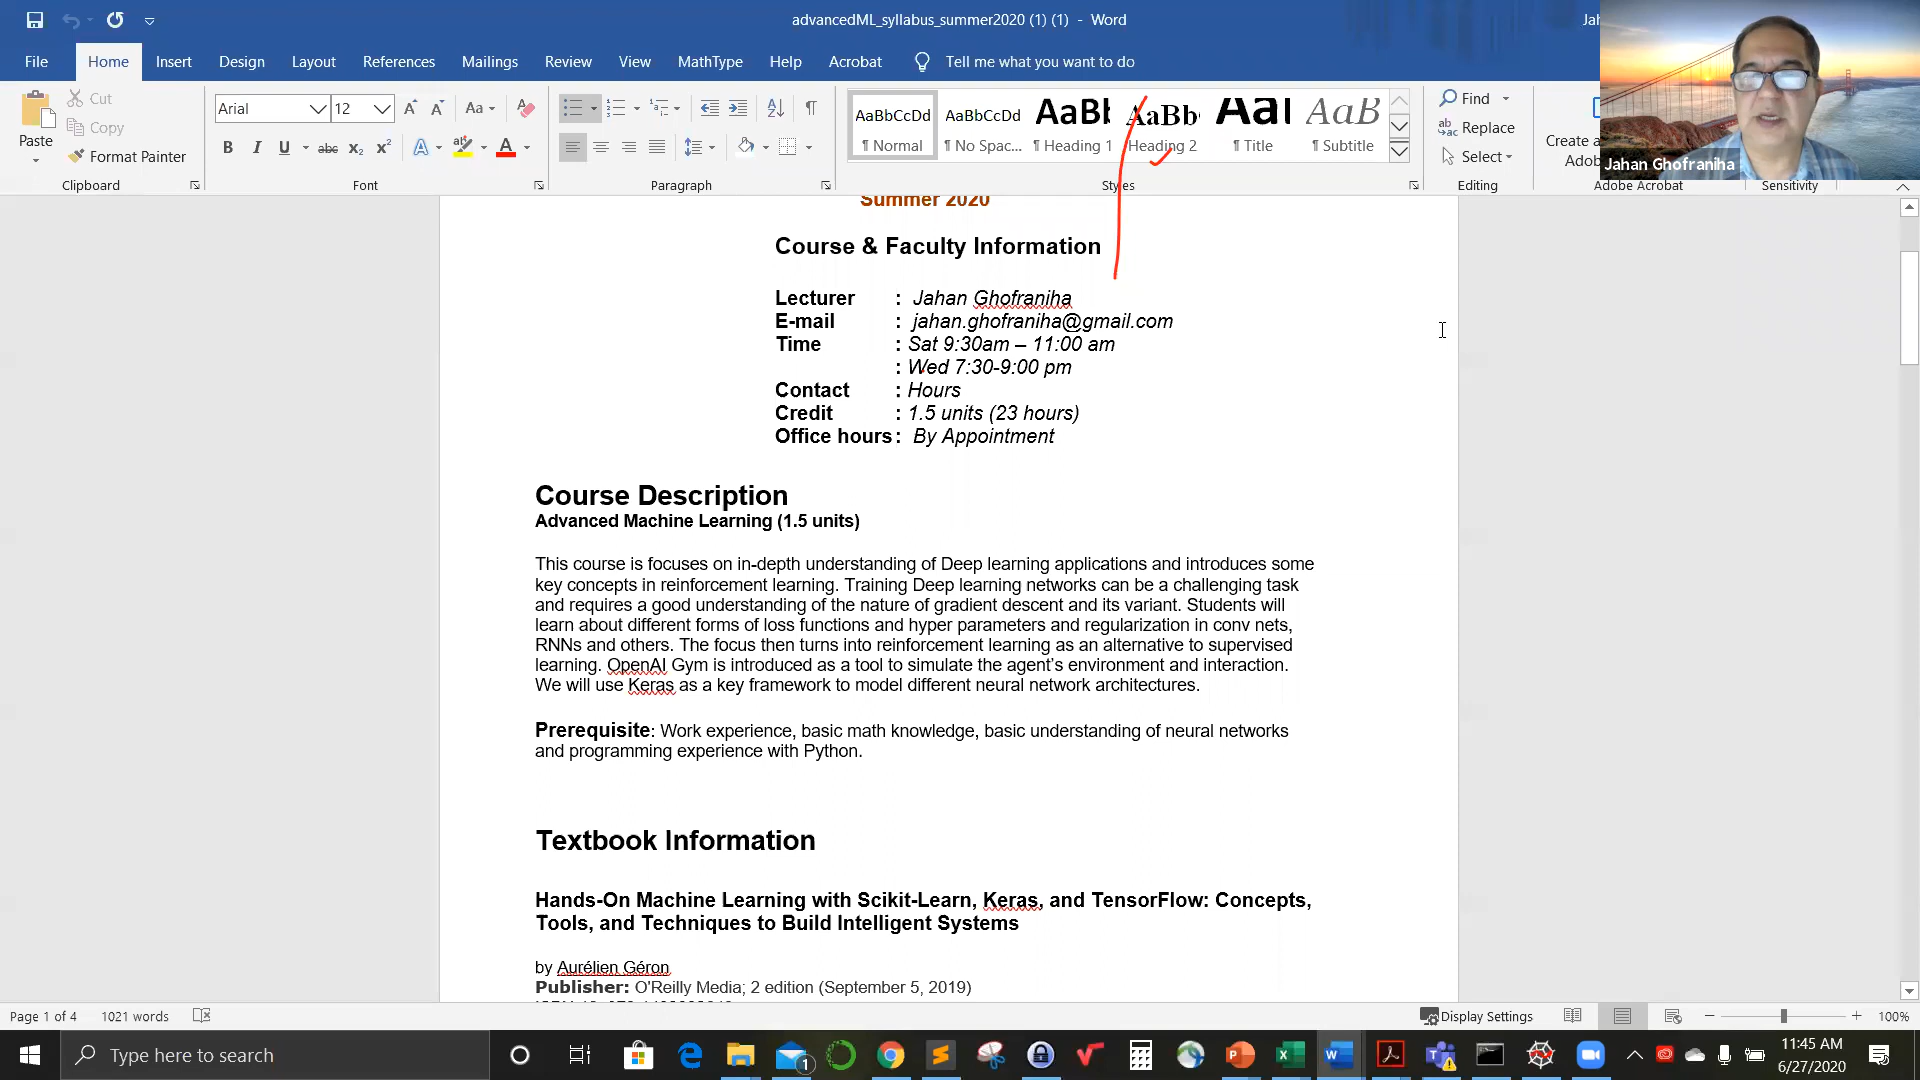 advancedML_syllabus_summer2020 (1) (1) - Word
File Home Insert Design Layout References Mailings Review View MathType Help Acrobat Tell me what you want to do
Paste
Cut
Copy
Format Painter
Clipboard
Arial 12
Aa
B I U abc x₂ x² A A
Font
Paragraph
AaBbCcDd AaBbCcDd AaBb AaBb AaB
¶ Normal ¶ No Spac... ¶ Heading 1 Heading 2 ¶ Title ¶ Subtitle
Styles
Find
Replace
Select
Editing
Create a
Adob
Adobe Acrobat
Sensitivity
Jahan Ghofraniha
Summer 2020
Course & Faculty Information
Lecturer : Jahan Ghofraniha
E-mail : jahan.ghofraniha@gmail.com
Time : Sat 9:30am – 11:00 am
: Wed 7:30-9:00 pm
Contact : Hours
Credit : 1.5 units (23 hours)
Office hours : By Appointment
Course Description
Advanced Machine Learning (1.5 units)
This course is focuses on in-depth understanding of Deep learning applications and introduces some
key concepts in reinforcement learning. Training Deep learning networks can be a challenging task
and requires a good understanding of the nature of gradient descent and its variant. Students will
learn about different forms of loss functions and hyper parameters and regularization in conv nets,
RNNs and others. The focus then turns into reinforcement learning as an alternative to supervised
learning. OpenAI Gym is introduced as a tool to simulate the agent's environment and interaction.
We will use Keras as a key framework to model different neural network architectures.
Prerequisite: Work experience, basic math knowledge, basic understanding of neural networks
and programming experience with Python.
Textbook Information
Hands-On Machine Learning with Scikit-Learn, Keras, and TensorFlow: Concepts,
Tools, and Techniques to Build Intelligent Systems
by Aurélien Géron
Publisher: O'Reilly Media; 2 edition (September 5, 2019)
Page 1 of 4 1021 words Display Settings 100%
Type here to search
11:45 AM
6/27/2020